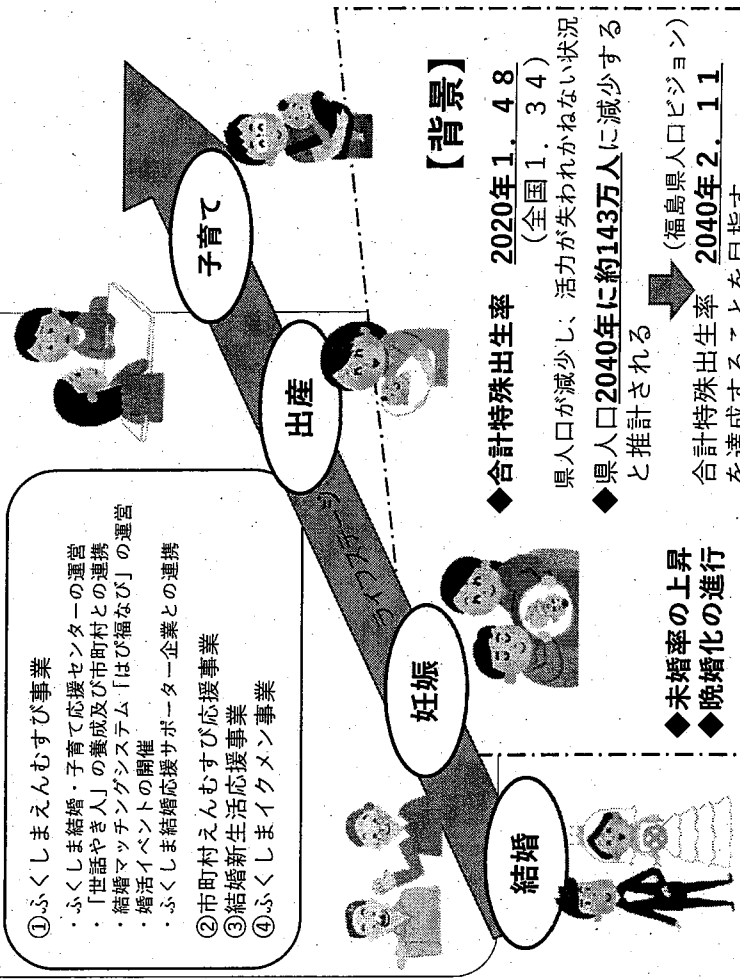 ①ふくしまえんむすび事業
・ふくしま結婚・子育て応援センターの運営
・「世話やき人」の養成及び市町村との連携
・結婚マッチングシステム「はぴ福なび」の運営
・婚活イベントの開催
・ふくしま結婚応援サポーター企業との連携
②市町村えんむすび応援事業
③結婚新生活応援事業
④ふくしまイクメン事業
結婚
妊娠
ライフステージ
出産
子育て
◆未婚率の上昇
◆晩婚化の進行
【背景】
◆合計特殊出生率 2020年1.48
(全国1.34)
県人口が減少し、活力が失われかねない状況
◆県人口2040年に約143万人に減少する
と推計される
(福島県人口ビジョン)
合計特殊出生率 2040年2.11
を達成することを目指す